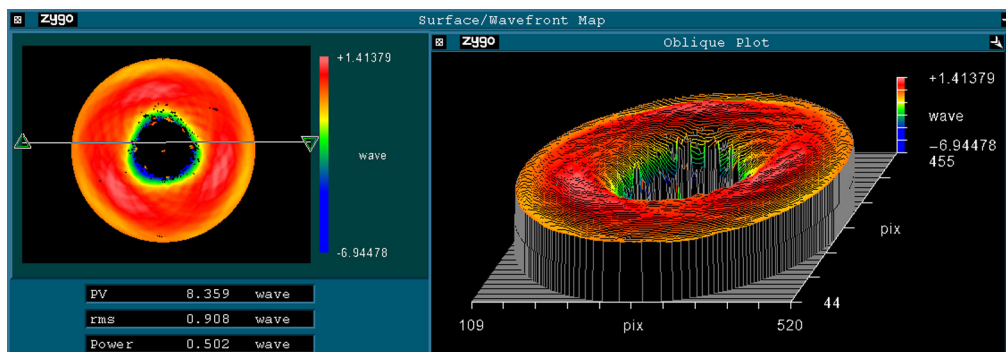 zygo Surface/Wavefront Map
+1.41379
wave
-6.94478
PV 8.359 wave
rms 0.908 wave
Power 0.502 wave
zygo Oblique Plot
+1.41379
wave
-6.94478
455
pix
44
109 pix 520